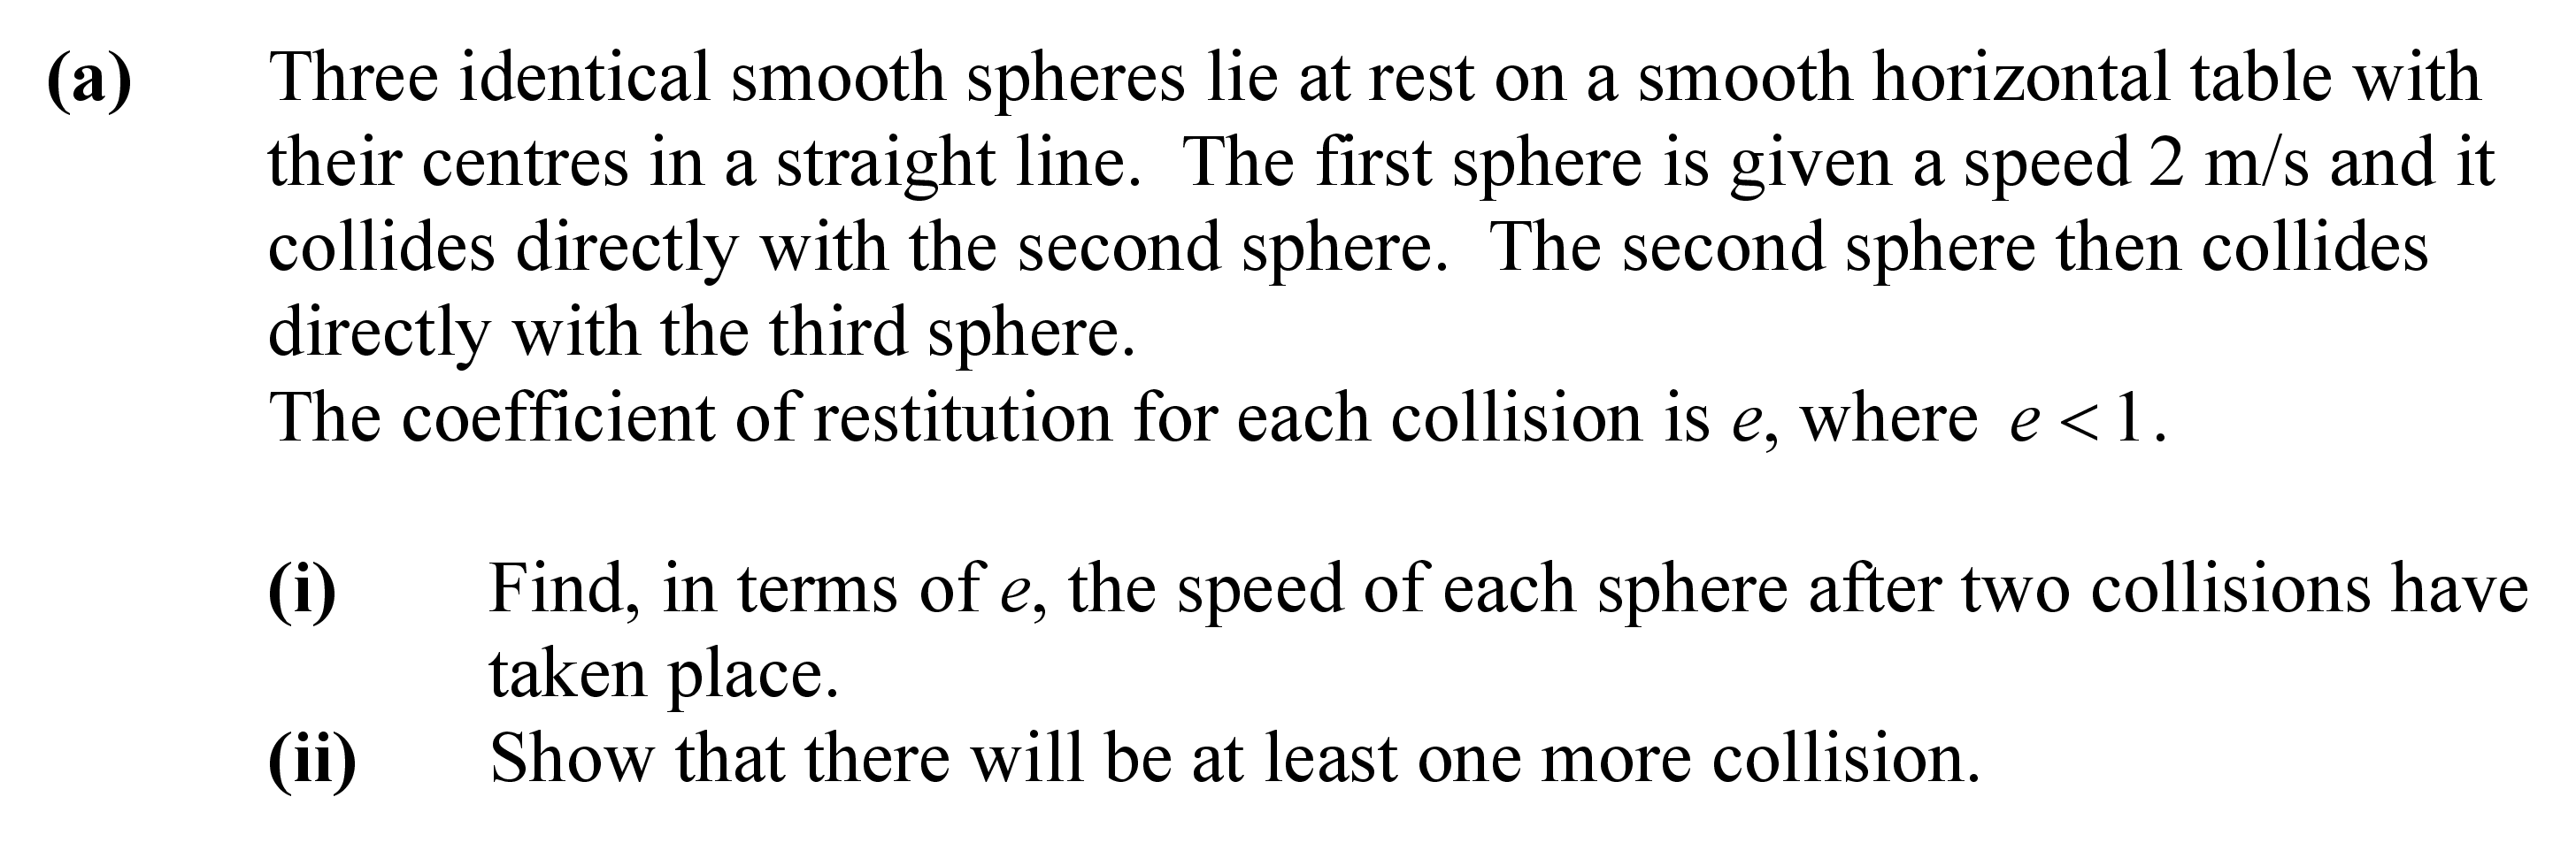 (a) Three identical smooth spheres lie at rest on a smooth horizontal table with
their centres in a straight line. The first sphere is given a speed 2 m/s and it
collides directly with the second sphere. The second sphere then collides
directly with the third sphere.
The coefficient of restitution for each collision is e, where e < 1.
(i) Find, in terms of e, the speed of each sphere after two collisions have
taken place.
(ii) Show that there will be at least one more collision.